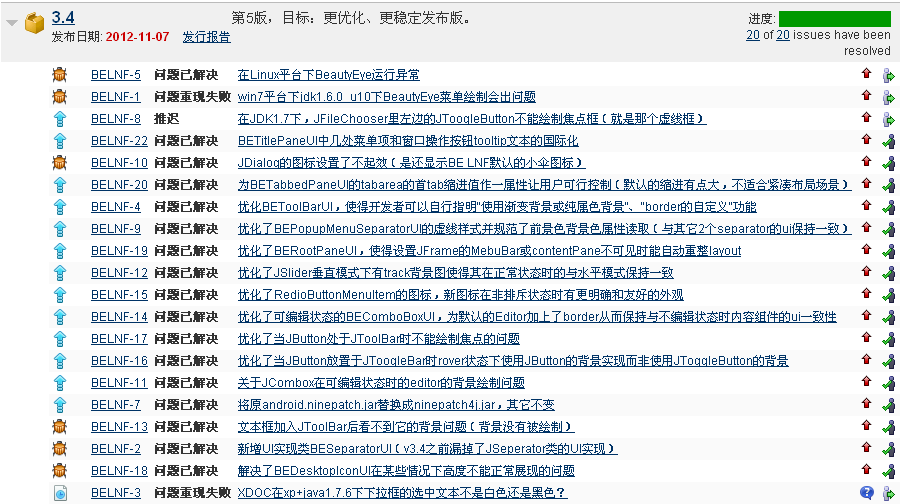 3.4 第5版，目标：更优化、更稳定发布版。 进度:
发布日期: 2012-11-07 发行报告 20 of 20 issues have been
resolved
BELNF-5 问题已解决 在Linux平台下BeautyEye运行异常
BELNF-1 问题重现失败 win7平台下jdk1.6.0_u10下BeautyEye菜单绘制会出问题
BELNF-8 推迟 在JDK1.7下，JFileChooser里左边的JToogleButton不能绘制焦点框（就是那个虚线框）
BELNF-22 问题已解决 BETitlePaneUI中几处菜单项和窗口操作按钮tooltip文本的国际化
BELNF-10 问题已解决 JDialog的图标设置了不起效（是还显示BE LNF默认的小伞图标）
BELNF-20 问题已解决 为BETabbedPaneUI的tabarea的首tab缩进值作一属性让用户可行控制（默认的缩进有点大，不适合紧凑布局场景）
BELNF-4 问题已解决 优化BEToolBarUI，使得开发者可以自行指明"使用渐变背景或纯属色背景"、"border的自定义"功能
BELNF-9 问题已解决 优化了BEPopupMenuSeparatorUI的虚线样式并规范了前景色背景色属性读取（与其它2个separator的ui保持一致）
BELNF-19 问题已解决 优化了BERootPaneUI，使得设置JFrame的MebuBar或contentPane不可见时能自动重整layout
BELNF-12 问题已解决 优化了JSlider垂直模式下有track背景图使得其在正常状态时的与水平模式保持一致
BELNF-15 问题已解决 优化了RedioButtonMenuItem的图标，新图标在非排斥状态时有更明确和友好的外观
BELNF-14 问题已解决 优化了可编辑状态的BEComboBoxUI，为默认的Editor加上了border从而保持与不编辑状态时内容组件的ui一致性
BELNF-17 问题已解决 优化了当JButton处于JToolBar时不能绘制焦点的问题
BELNF-16 问题已解决 优化了当JButton放置于JToogleBar时rover状态下使用JButton的背景实现而非使用JToggleButton的背景
BELNF-11 问题已解决 关于JCombox在可编辑状态时的editor的背景绘制问题
BELNF-7 问题已解决 将原android.ninepatch.jar替换成ninepatch4j.jar，其它不变
BELNF-13 问题已解决 文本框加入JToolBar后看不到它的背景问题（背景没有被绘制）
BELNF-2 问题已解决 新增UI实现类BESeparatorUI（v3.4之前漏掉了JSeperator类的UI实现）
BELNF-18 问题已解决 解决了BEDesktopIconUI在某些情况下高度不能正常展现的问题
BELNF-3 问题重现失败 XDOC在xp+java1.7.6下下拉框的选中文本不是白色还是黑色？